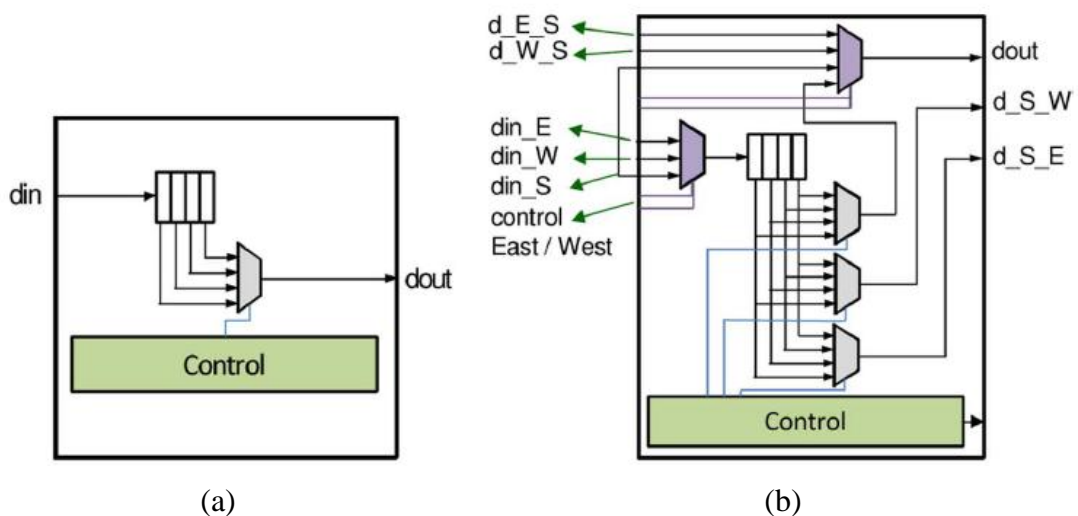 din
dout
Control
(a)
d_E_S
d_W_S
din_E
din_W
din_S
control
East / West
dout
d_S_W
d_S_E
Control
(b)